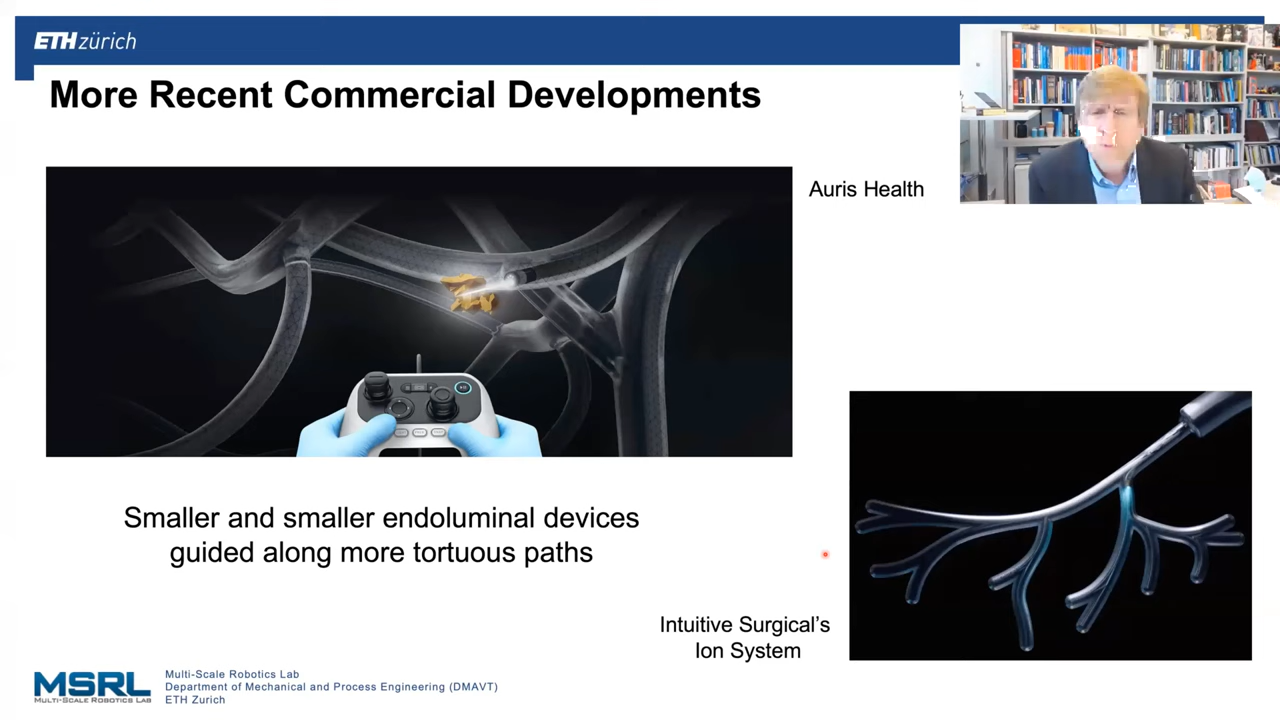 ETH zürich
More Recent Commercial Developments
Auris Health
Smaller and smaller endoluminal devices
guided along more tortuous paths
Intuitive Surgical's
Ion System
MSRL
MULTI-SCALE ROBOTICS LAB
Multi-Scale Robotics Lab
Department of Mechanical and Process Engineering (DMAVT)
ETH Zurich